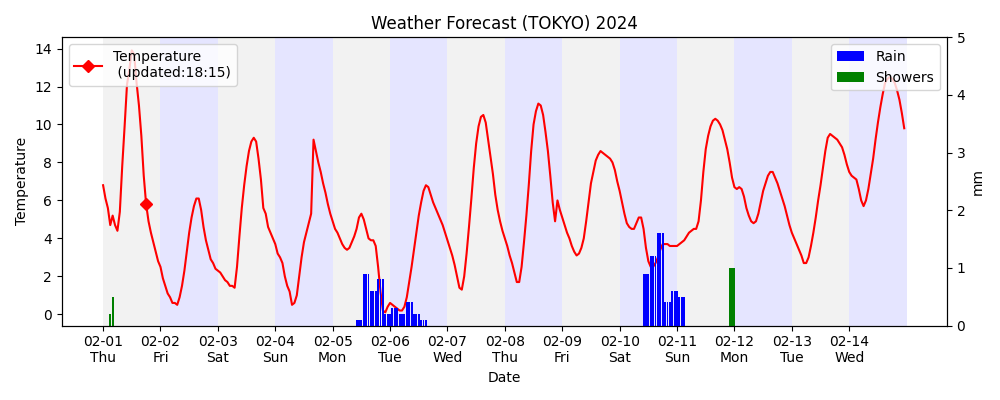 Weather Forecast (TOKYO) 2024
Temperature
(updated:18:15)
Rain
Showers
14
12
10
8
6
4
2
0
Temperature
5
4
3
2
1
0
mm
02-01 02-02 02-03 02-04 02-05 02-06 02-07 02-08 02-09 02-10 02-11 02-12 02-13 02-14
Thu Fri Sat Sun Mon Tue Wed Thu Fri Sat Sun Mon Tue Wed
Date